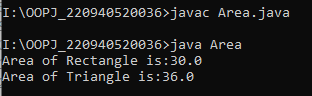 I:\OOPJ_220940520036>javac Area.java
I:\OOPJ_220940520036>java Area
Area of Rectangle is:30.0
Area of Triangle is:36.0